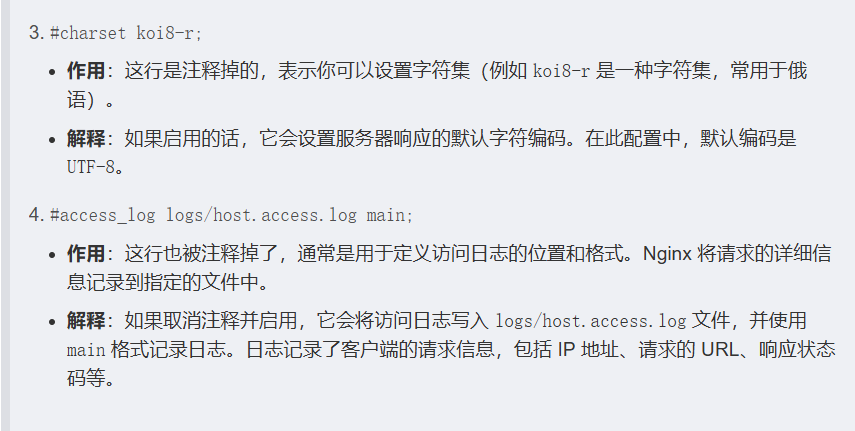 3. #charset koi8-r;
• 作用：这行是注释掉的，表示你可以设置字符集（例如 koi8-r 是一种字符集，常用于俄
语）。
• 解释：如果启用的话，它会设置服务器响应的默认字符编码。在此配置中，默认编码是
UTF-8。
4. #access_log logs/host.access.log main;
• 作用：这行也被注释掉了，通常是用于定义访问日志的位置和格式。Nginx 将请求的详细信
息记录到指定的文件中。
• 解释：如果取消注释并启用，它会将访问日志写入 logs/host.access.log 文件，并使用
main 格式记录日志。日志记录了客户端的请求信息，包括 IP 地址、请求的 URL、响应状态
码等。